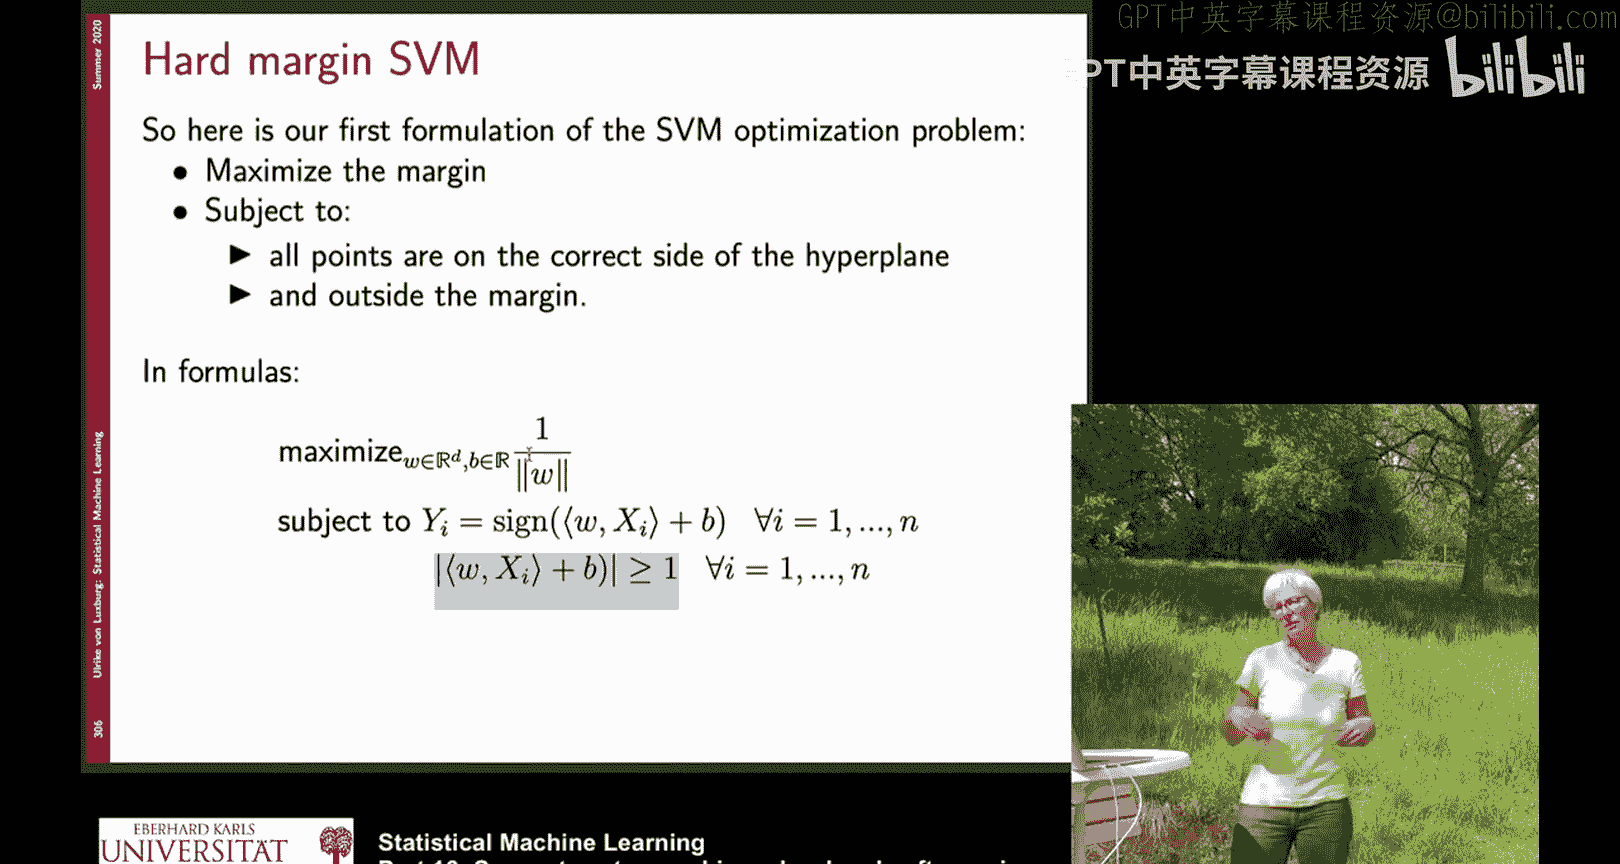 GPT中英字幕课程资源@bilibili.com
PT中英字幕课程资源 bilibili
Summer 2020
Hard margin SVM
So here is our first formulation of the SVM optimization problem:
• Maximize the margin
• Subject to:
▶ all points are on the correct side of the hyperplane
▶ and outside the margin.
In formulas:
maximize_{w∈ℝ^d,b∈ℝ} 1/‖w‖
subject to Y_i = sign(⟨w, X_i⟩ + b) ∀i = 1, ..., n
|⟨w, X_i⟩ + b)| ≥ 1 ∀i = 1, ..., n
Ulrike von Luxburg: Statistical Machine Learning
306
EBERHARD KARLS
UNIVERSITÄT
Statistical Machine Learning